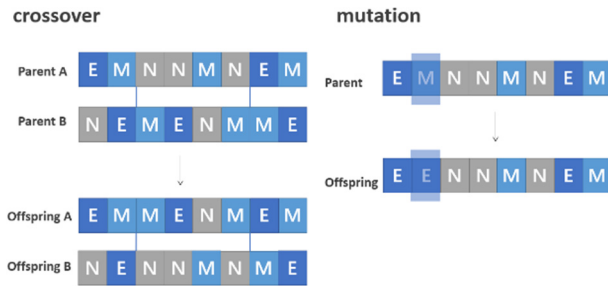 crossover
Parent A E M N N M N E M
Parent B N E M E N M M E
Offspring A E M M E N M E M
Offspring B N E N N M N M E
mutation
Parent E M N N M N E M
Offspring E E N N M N E M